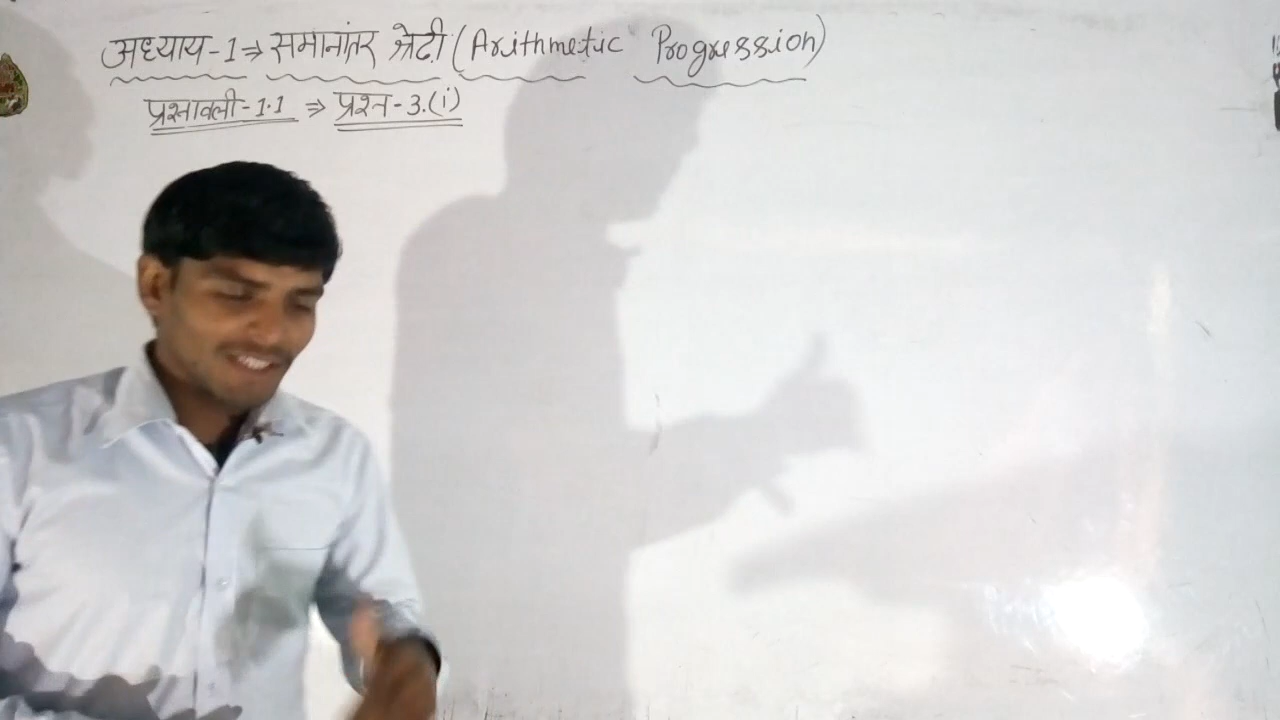 अध्याय-1⇒ समानांतर श्रेढी (Arithmetic Progression)
प्रश्नावली-1.1 ⇒ प्रश्न-3.(i)